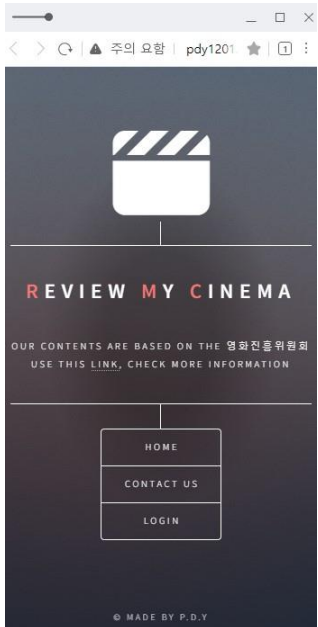 주의 요함 pdy1201 1
REVIEW MY CINEMA
OUR CONTENTS ARE BASED ON THE 영화진흥위원회
USE THIS LINK, CHECK MORE INFORMATION
HOME
CONTACT US
LOGIN
© MADE BY P.D.Y